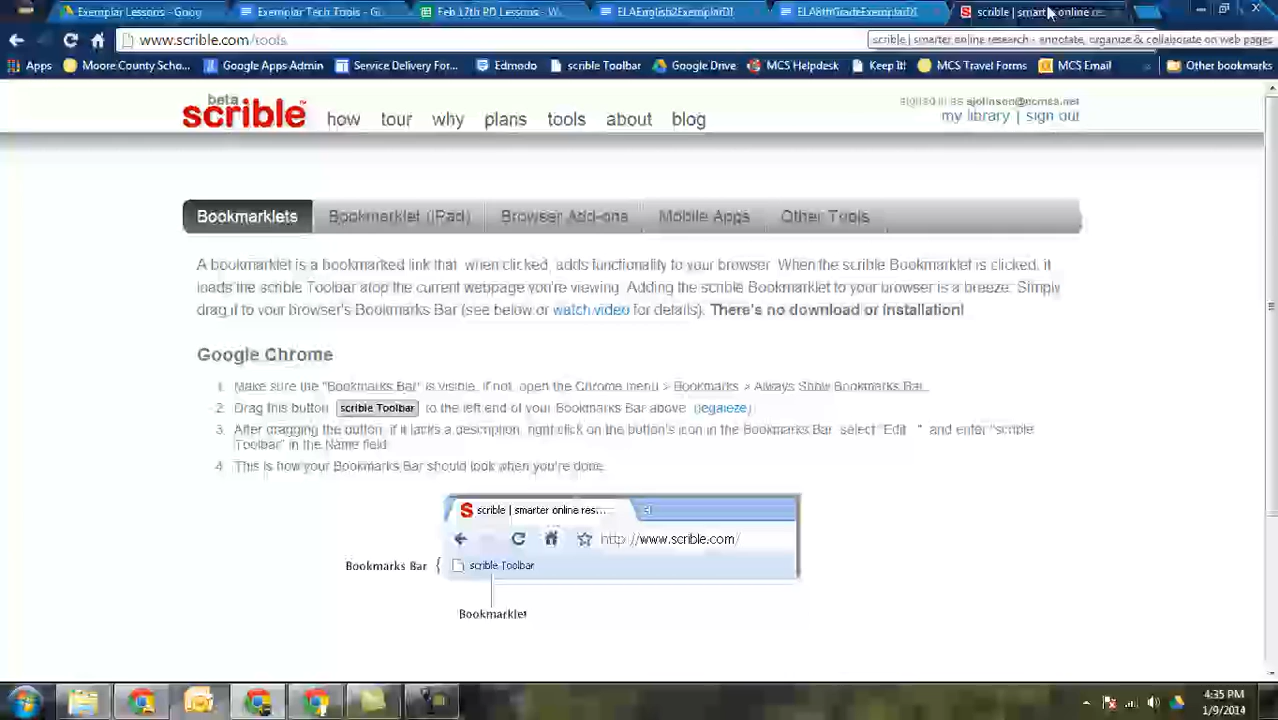 Exemplar Lessons - Goog
Exemplar Tech Tools - G
Feb 17th PD Lessons - W
ELAEnglish2ExemplarDI
ELA8thGradeExemplarDI
scrible | smarter online res
www.scrible.com/tools
scrible | smarter online research - annotate, organize & collaborate on web pages
Apps
Moore County Scho...
Google Apps Admin
Service Delivery For...
Edmodo
scrible Toolbar
Google Drive
MCS Helpdesk
Keep It!
MCS Travel Forms
MCS Email
»
Other bookmarks
beta
scrible
how
tour
why
plans
tools
about
blog
signed in as
my library | sign out
Bookmarklets
Bookmarklet (iPad)
Browser Add-ons
Mobile Apps
Other Tools
A bookmarklet is a bookmarked link that, when clicked, adds functionality to your browser. When the scrible Bookmarklet is clicked, it
loads the scrible Toolbar atop the current webpage you're viewing. Adding the scrible Bookmarklet to your browser is a breeze. Simply
drag it to your browser's Bookmarks Bar (see below or watch video for details). There's no download or installation!
Google Chrome
1. Make sure the "Bookmarks Bar" is visible. If not, open the Chrome menu > Bookmarks > Always Show Bookmarks Bar.
2. Drag this button scrible Toolbar to the left end of your Bookmarks Bar above. (legaleze)
3. After dragging the button, if it lacks a description, right click on the button's icon in the Bookmarks Bar, select "Edit..." and enter "scrible
Toolbar" in the Name field.
4. This is how your Bookmarks Bar should look when you're done.
scrible | smarter online res...
http://www.scrible.com/
Bookmarks Bar {
scrible Toolbar
Bookmarklet
4:35 PM
1/9/2014